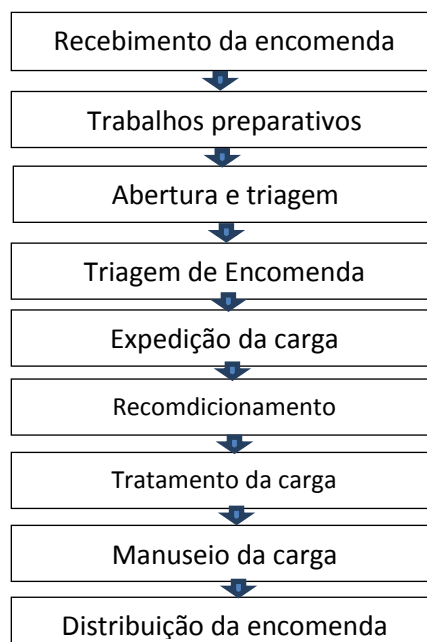 Recebimento da encomenda
Trabalhos preparativos
Abertura e triagem
Triagem de Encomenda
Expedição da carga
Recomdicionamento
Tratamento da carga
Manuseio da carga
Distribuição da encomenda